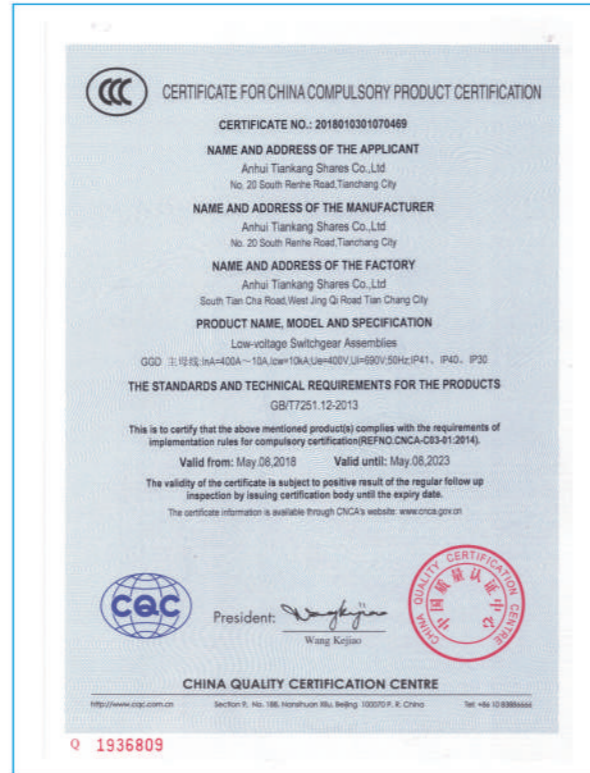 CCC
CERTIFICATE FOR CHINA COMPULSORY PRODUCT CERTIFICATION
CERTIFICATE NO.: 2018010301070469
NAME AND ADDRESS OF THE APPLICANT
Anhui Tiankang Shares Co.,Ltd
No. 20 South Renhe Road,Tianchang City
NAME AND ADDRESS OF THE MANUFACTURER
Anhui Tiankang Shares Co.,Ltd
No. 20 South Renhe Road,Tianchang City
NAME AND ADDRESS OF THE FACTORY
Anhui Tiankang Shares Co.,Ltd
South Tian Cha Road,West Jing Qi Road Tian Chang City
PRODUCT NAME, MODEL AND SPECIFICATION
Low-voltage Switchgear Assemblies
GGD 主母线:InA=400A~10A,Icw=10kA;Ue=400V,Ui=690V;50Hz;IP41、IP40、IP30
THE STANDARDS AND TECHNICAL REQUIREMENTS FOR THE PRODUCTS
GB/T7251.12-2013
This is to certify that the above mentioned product(s) complies with the requirements of
implementation rules for compulsory certification(REFNO.CNCA-C03-01:2014).
Valid from: May.08,2018 Valid until: May.08,2023
The validity of the certificate is subject to positive result of the regular follow up
inspection by issuing certification body until the expiry date.
The certificate information is available through CNCA's website: www.cnca.gov.cn
CQC
President:
Wang Kejiao
CHINA QUALITY CERTIFICATION CENTRE
中国质量认证中心
CHINA QUALITY CERTIFICATION CENTRE
http://www.cqc.com.cn Section 9, No. 188, Nansihuan Xilu, Beijing 100070 P. R. China Tel: +86 10 83886666
Q 1936809